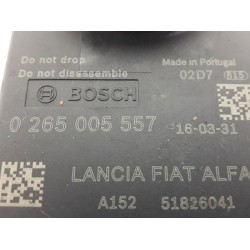 Do not drop
Made in Portugal
Do not disassemble
02D7 815
BOSCH
0 265 005 557
16-03-31
LANCIA FIAT ALFA
A152 51826041